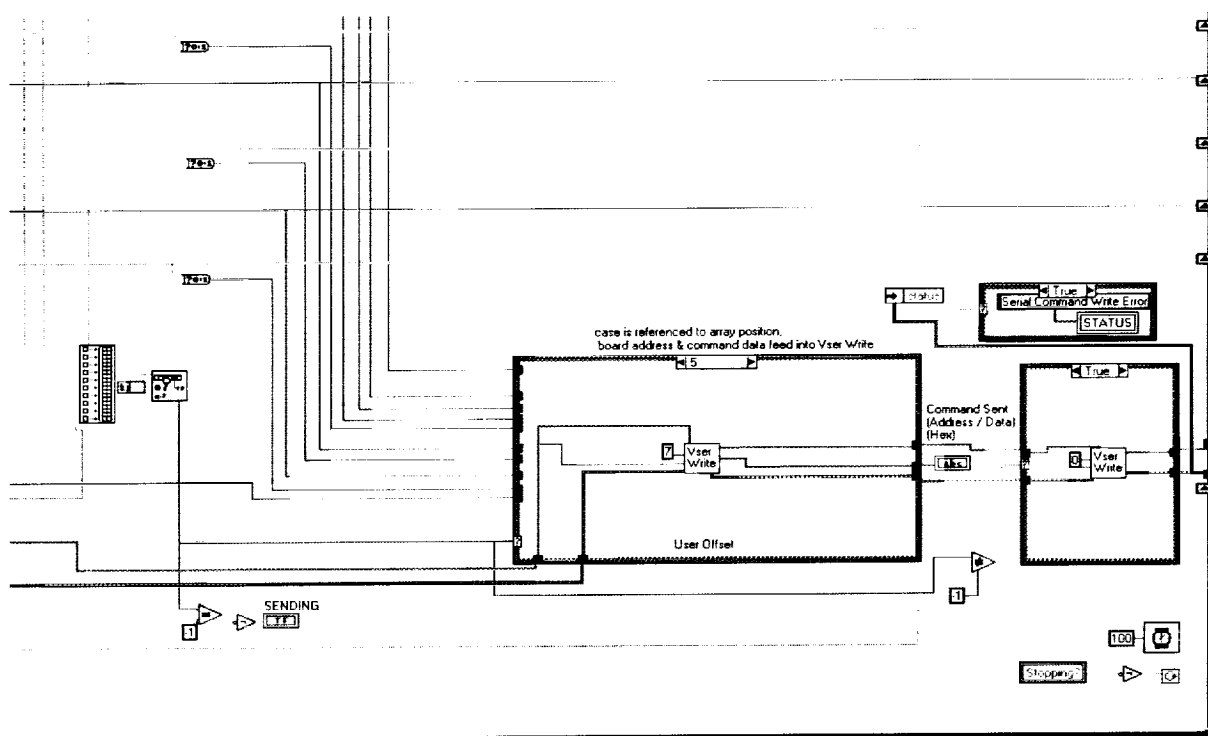 status
True
Serial Command Write Error
STATUS
case is referenced to array position,
board address & command data feed into Vser Write
5
True
Command Sent
(Address / Data)
(Hex)
abc
7
Vser
Write
0
Vser
Write
?
User Offset
-1
SENDING
TF
-1
100
Stopping?